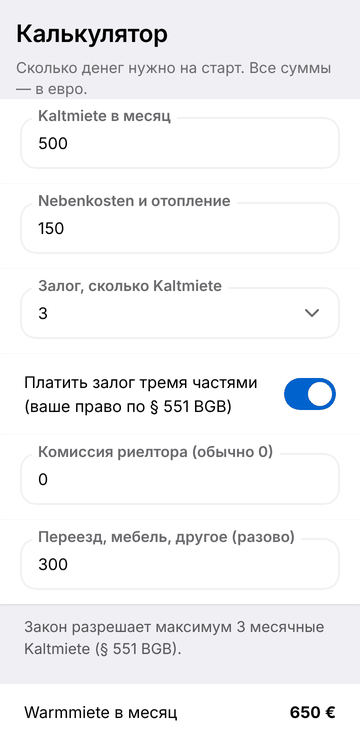 Калькулятор
Сколько денег нужно на старт. Все суммы
— в евро.
Kaltmiete в месяц
500
Nebenkosten и отопление
150
Залог, сколько Kaltmiete
3
Платить залог тремя частями
(ваше право по § 551 BGB)
Комиссия риелтора (обычно 0)
0
Переезд, мебель, другое (разово)
300
Закон разрешает максимум 3 месячные
Kaltmiete (§ 551 BGB).
Warmmiete в месяц 650 €